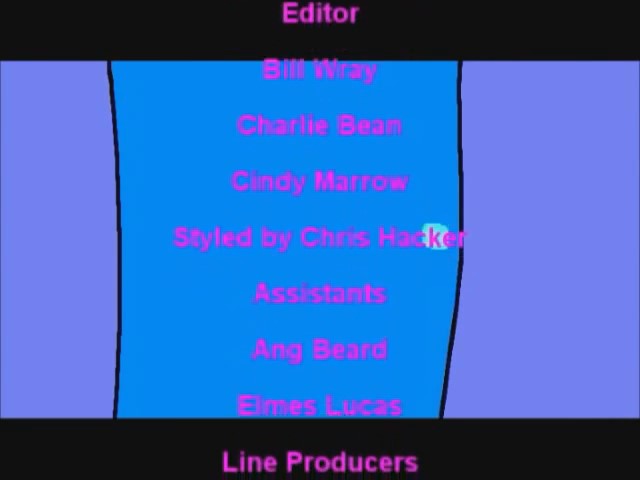 Editor
Bill Wray
Charlie Bean
Cindy Marrow
Styled by Chris Hacker
Assistants
Ang Beard
Elmes Lucas
Line Producers